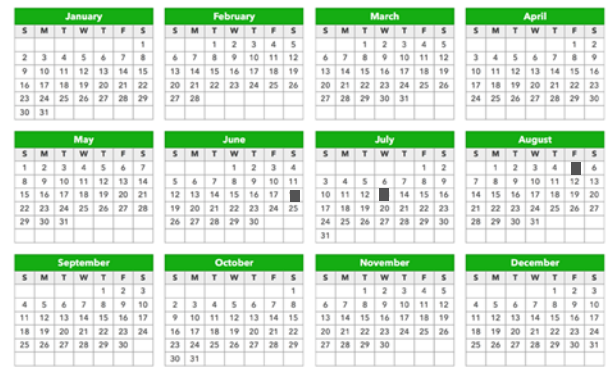 January
S M T W T F S
1
2 3 4 5 6 7 8
9 10 11 12 13 14 15
16 17 18 19 20 21 22
23 24 25 26 27 28 29
30 31
February
S M T W T F S
1 2 3 4 5
6 7 8 9 10 11 12
13 14 15 16 17 18 19
20 21 22 23 24 25 26
27 28
March
S M T W T F S
1 2 3 4 5
6 7 8 9 10 11 12
13 14 15 16 17 18 19
20 21 22 23 24 25 26
27 28 29 30 31
April
S M T W T F S
1 2
3 4 5 6 7 8 9
10 11 12 13 14 15 16
17 18 19 20 21 22 23
24 25 26 27 28 29 30
May
S M T W T F S
1 2 3 4 5 6 7
8 9 10 11 12 13 14
15 16 17 18 19 20 21
22 23 24 25 26 27 28
29 30 31
June
S M T W T F S
1 2 3 4
5 6 7 8 9 10 11
12 13 14 15 16 17
19 20 21 22 23 24 25
26 27 28 29 30
July
S M T W T F S
1 2
3 4 5 6 7 8 9
10 11 12 14 15 16
17 18 19 20 21 22 23
24 25 26 27 28 29 30
31
August
S M T W T F S
1 2 3 4 6
7 8 9 10 11 12 13
14 15 16 17 18 19 20
21 22 23 24 25 26 27
28 29 30 31
September
S M T W T F S
1 2 3
4 5 6 7 8 9 10
11 12 13 14 15 16 17
18 19 20 21 22 23 24
25 26 27 28 29 30
October
S M T W T F S
1
2 3 4 5 6 7 8
9 10 11 12 13 14 15
16 17 18 19 20 21 22
23 24 25 26 27 28 29
30 31
November
S M T W T F S
1 2 3 4 5
6 7 8 9 10 11 12
13 14 15 16 17 18 19
20 21 22 23 24 25 26
27 28 29 30
December
S M T W T F S
1 2 3
4 5 6 7 8 9 10
11 12 13 14 15 16 17
18 19 20 21 22 23 24
25 26 27 28 29 30 31